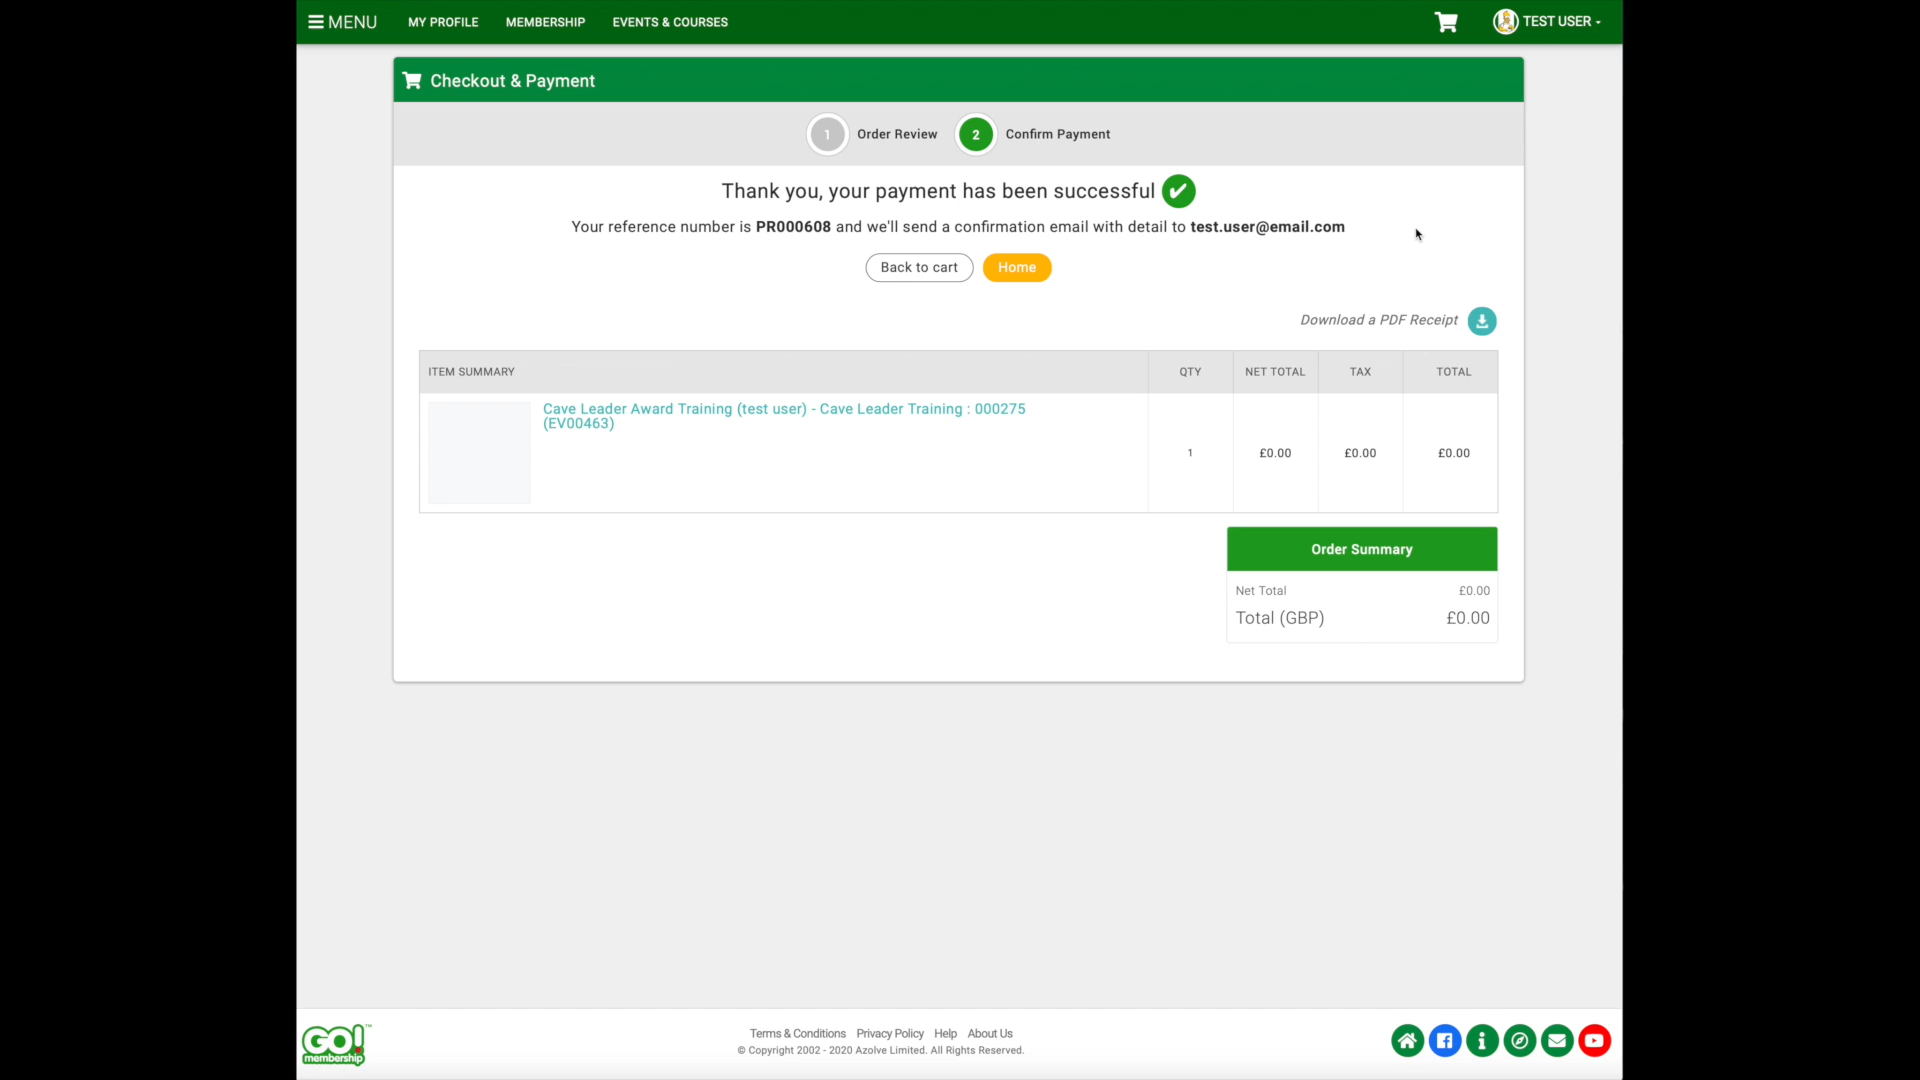 MENU MY PROFILE MEMBERSHIP EVENTS & COURSES TEST USER
Checkout & Payment
1 Order Review 2 Confirm Payment
Thank you, your payment has been successful
Your reference number is PR000608 and we'll send a confirmation email with detail to test.user@email.com
Back to cart Home
Download a PDF Receipt
ITEM SUMMARY QTY NET TOTAL TAX TOTAL
Cave Leader Award Training (test user) - Cave Leader Training : 000275
(EV00463)
1 £0.00 £0.00 £0.00
Order Summary
Net Total £0.00
Total (GBP) £0.00
GO!™
membership
Terms & Conditions Privacy Policy Help About Us
© Copyright 2002 - 2020 Azolve Limited. All Rights Reserved.